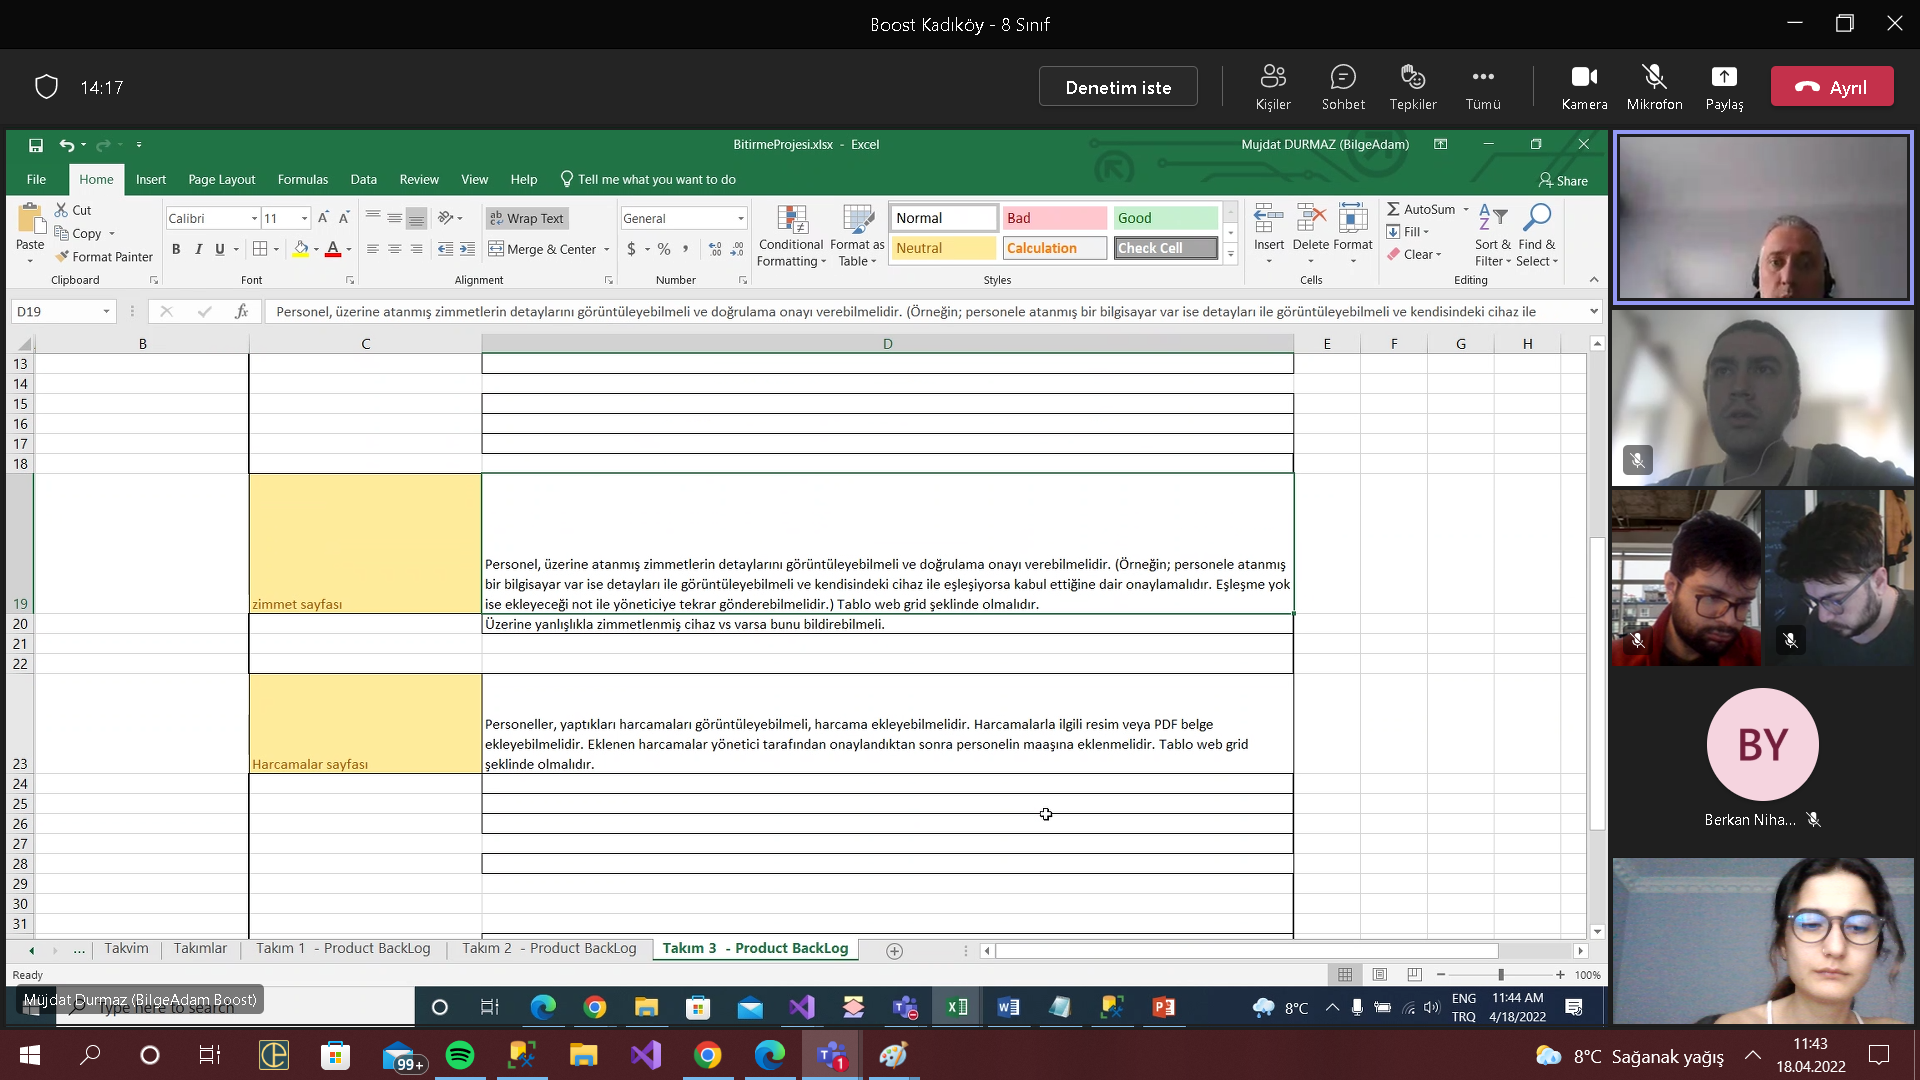 Boost Kadıköy - 8 Sınıf
14:17
Denetim iste
Kişiler
Sohbet
Tepkiler
Tümü
Kamera
Mikrofon
Paylaş
Ayrıl
BitirmeProjesi.xlsx - Excel
Mujdat DURMAZ (BilgeAdam)
File
Home
Insert
Page Layout
Formulas
Data
Review
View
Help
Tell me what you want to do
Share
Paste
Cut
Copy
Format Painter
Clipboard
Calibri
11
B I U
Font
Wrap Text
Merge & Center
Alignment
General
$ % ,
Number
Conditional Formatting
Format as Table
Normal
Bad
Good
Neutral
Calculation
Check Cell
Styles
Insert
Delete
Format
Cells
AutoSum
Fill
Clear
Sort & Filter
Find & Select
Editing
D19
fx
Personel, üzerine atanmış zimmetlerin detaylarını görüntüleyebilmeli ve doğrulama onayı verebilmelidir. (Örneğin; personele atanmış bir bilgisayar var ise detayları ile görüntüleyebilmeli ve kendisindeki cihaz ile
B C D E F G H
13
14
15
16
17
18
19
zimmet sayfası
Personel, üzerine atanmış zimmetlerin detaylarını görüntüleyebilmeli ve doğrulama onayı verebilmelidir. (Örneğin; personele atanmış
bir bilgisayar var ise detayları ile görüntüleyebilmeli ve kendisindeki cihaz ile eşleşiyorsa kabul ettiğine dair onaylamalıdır. Eşleşme yok
ise ekleyeceği not ile yöneticiye tekrar gönderebilmelidir.) Tablo web grid şeklinde olmalıdır.
20
Üzerine yanlışlıkla zimmetlenmiş cihaz vs varsa bunu bildirebilmeli.
21
22
23
Harcamalar sayfası
Personeller, yaptıkları harcamaları görüntüleyebilmeli, harcama ekleyebilmelidir. Harcamalarla ilgili resim veya PDF belge
ekleyebilmelidir. Eklenen harcamalar yönetici tarafından onaylandıktan sonra personelin maaşına eklenmelidir. Tablo web grid
şeklinde olmalıdır.
24
25
26
27
28
29
30
31
...
Takvim
Takımlar
Takım 1 - Product BackLog
Takım 2 - Product BackLog
Takım 3 - Product BackLog
Ready
100%
Müjdat Durmaz (BilgeAdam Boost)
Type here to search
8°C
ENG
TRQ
11:44 AM
4/18/2022
BY
Berkan Niha...
99+
1
8°C Sağanak yağış
11:43
18.04.2022